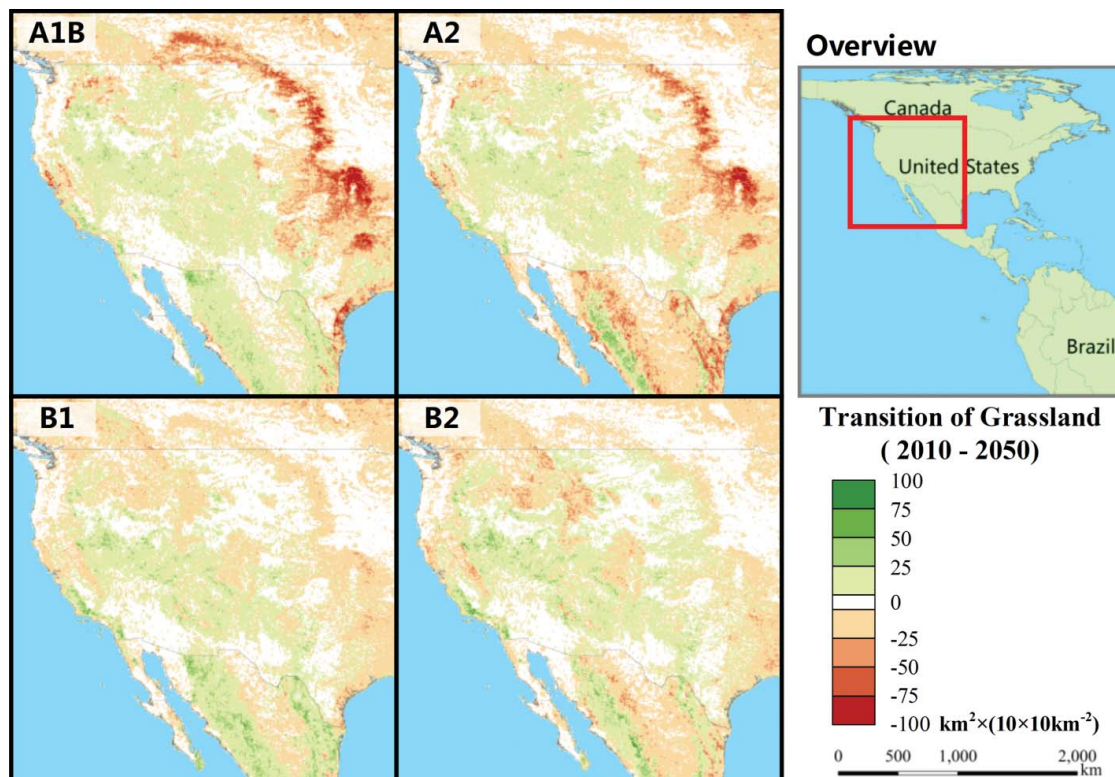 A1B
A2
B1
B2
Overview
Canada
United States
Brazil
Transition of Grassland
( 2010 - 2050)
100
75
50
25
0
-25
-50
-75
-100 km²×(10×10km⁻²)
0 500 1,000 2,000
km